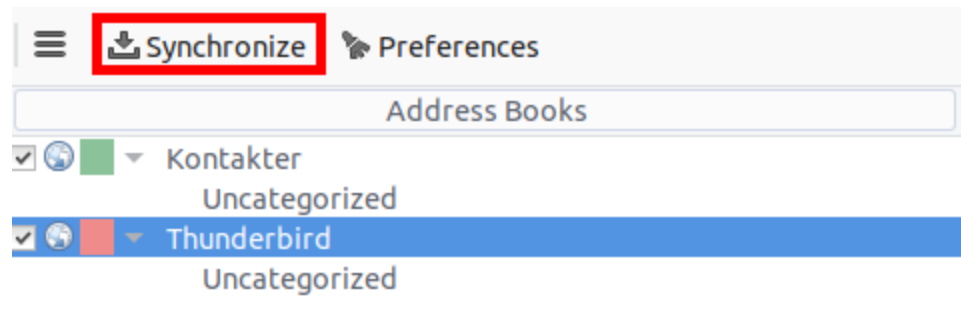 Synchronize Preferences
Address Books
Kontakter
Uncategorized
Thunderbird
Uncategorized